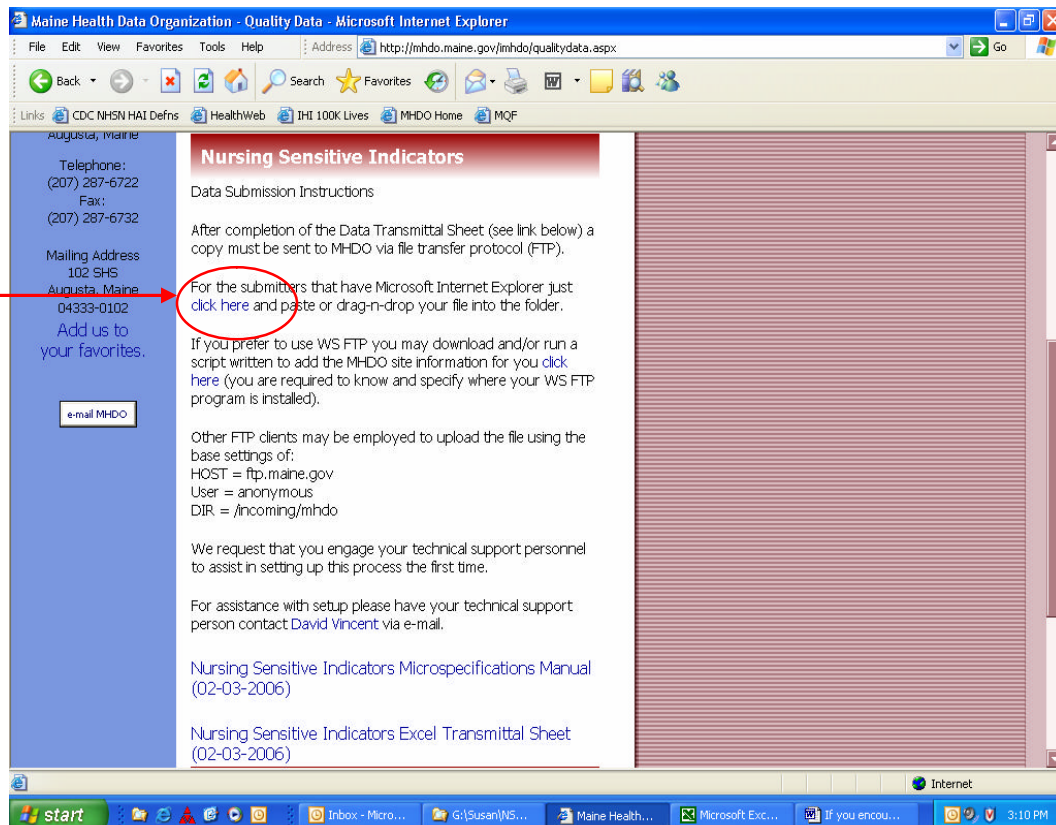 Maine Health Data Organization - Quality Data - Microsoft Internet Explorer
File Edit View Favorites Tools Help Address http://mhdo.maine.gov/imhdo/qualitydata.aspx Go
Back Search Favorites
Links CDC NHSN HAI Defns HealthWeb IHI 100K Lives MHDO Home MQF
Augusta, Maine
Telephone:
(207) 287-6722
Fax:
(207) 287-6732
Mailing Address
102 SHS
Augusta, Maine
04333-0102
Add us to
your favorites.
e-mail MHDO
Nursing Sensitive Indicators
Data Submission Instructions
After completion of the Data Transmittal Sheet (see link below) a
copy must be sent to MHDO via file transfer protocol (FTP).
For the submitters that have Microsoft Internet Explorer just
click here and paste or drag-n-drop your file into the folder.
If you prefer to use WS FTP you may download and/or run a
script written to add the MHDO site information for you click
here (you are required to know and specify where your WS FTP
program is installed).
Other FTP clients may be employed to upload the file using the
base settings of:
HOST = ftp.maine.gov
User = anonymous
DIR = /incoming/mhdo
We request that you engage your technical support personnel
to assist in setting up this process the first time.
For assistance with setup please have your technical support
person contact David Vincent via e-mail.
Nursing Sensitive Indicators Microspecifications Manual
(02-03-2006)
Nursing Sensitive Indicators Excel Transmittal Sheet
(02-03-2006)
Internet
start Inbox - Micro... G:\Susan\NS... Maine Health... Microsoft Exc... If you encou... 3:10 PM